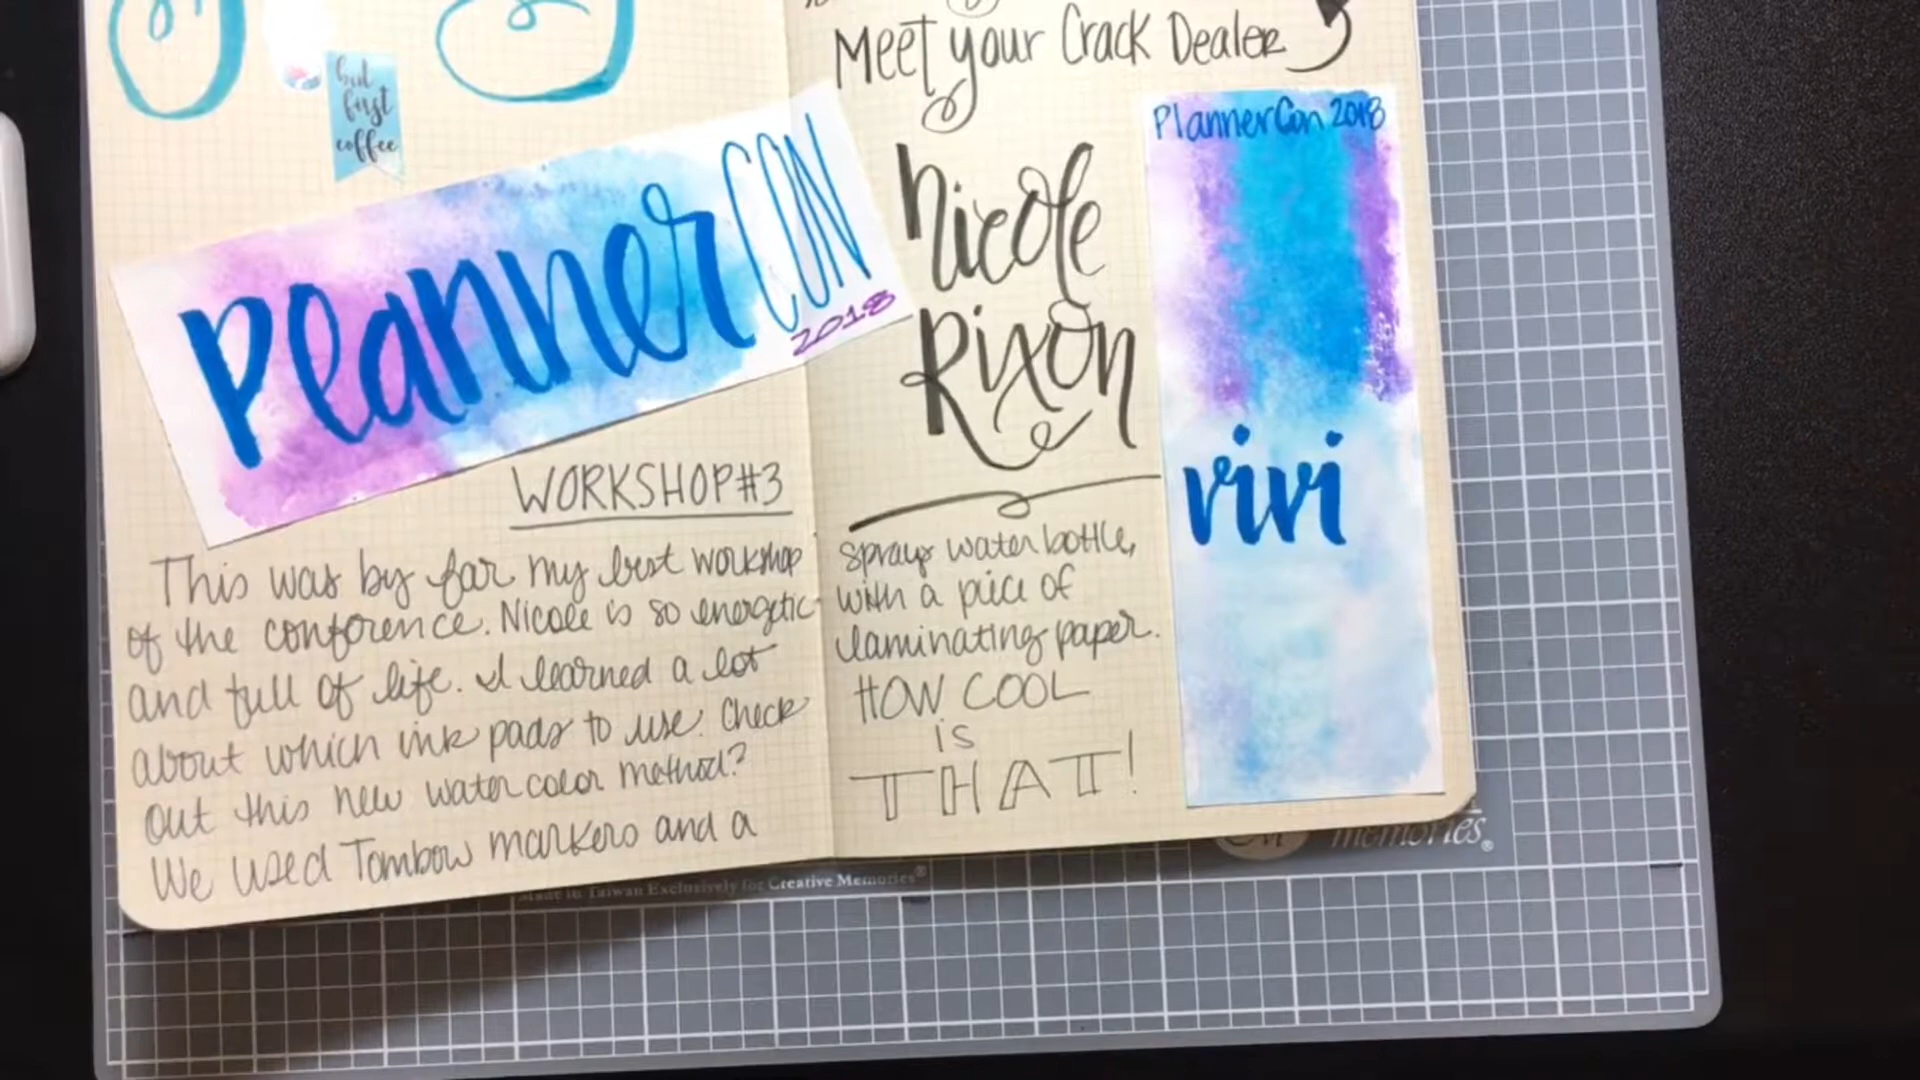 but
first
coffee
PlannerCON
2018
WORKSHOP#3
This was by far my best workshop
of the conference. Nicole is so energetic
and full of life. I learned a lot
about which ink pads to use. Check
out this new water color method?
We used Tombow markers and a
Meet your Crack Dealer
Nicole
Rixon
spray water bottle,
with a piece of
laminating paper.
HOW COOL
is
THAT!
PlannerCon 2018
vivi
Made in Taiwan Exclusively for Creative Memories®
memories®